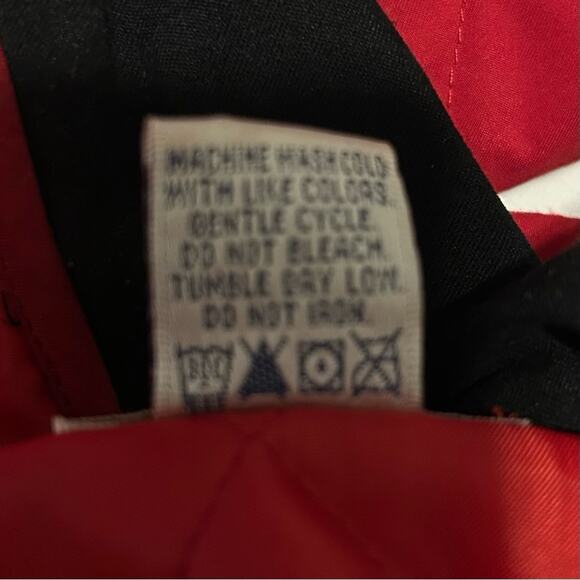 MACHINE WASH COLD
WITH LIKE COLORS.
GENTLE CYCLE.
DO NOT BLEACH.
TUMBLE DRY LOW.
DO NOT IRON.